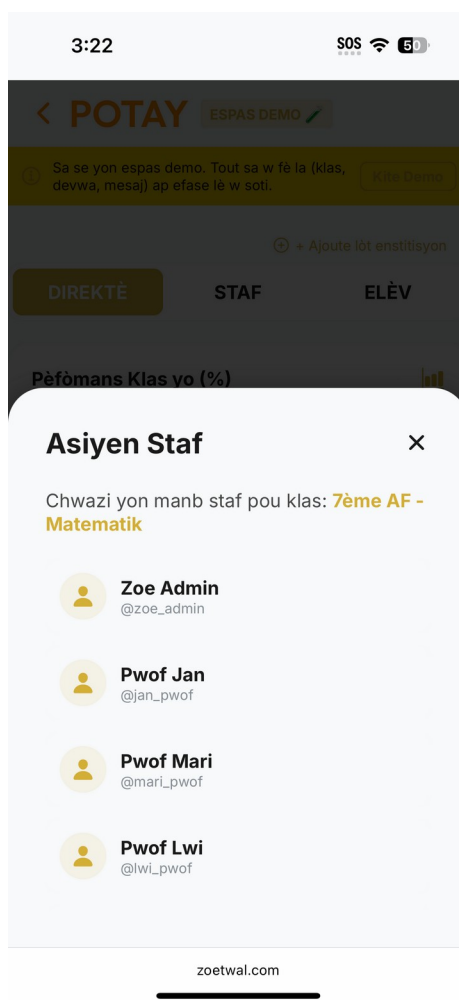 3:22
SOS
50
POTAY
ESPAS DEMO
Sa se yon espas demo. Tout sa w fè la (klas,
devwa, mesaj) ap efase lè w soti.
Kite Demo
+ Ajoute lòt enstitisyon
DIREKTÈ
STAF
ELÈV
Pèfòmans Klas yo (%)
Asiyen Staf
Chwazi yon manb staf pou klas: 7ème AF -
Matematik
Zoe Admin
@zoe_admin
Pwof Jan
@jan_pwof
Pwof Mari
@mari_pwof
Pwof Lwi
@lwi_pwof
zoetwal.com